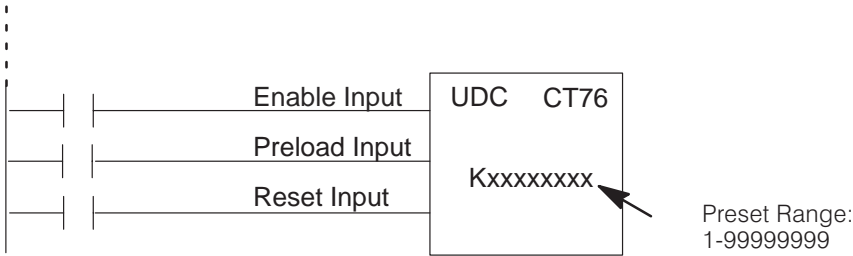 Enable Input
UDC CT76
Preload Input
Kxxxxxxxx
Reset Input
Preset Range:
1-99999999